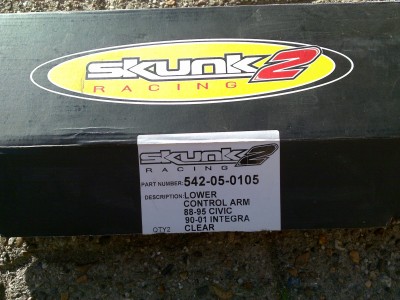 SKUNK2
RACING
SKUNK2
RACING
PART NUMBER: 542-05-0105
DESCRIPTION: LOWER
CONTROL ARM
88-95 CIVIC
90-01 INTEGRA
QTY2 CLEAR